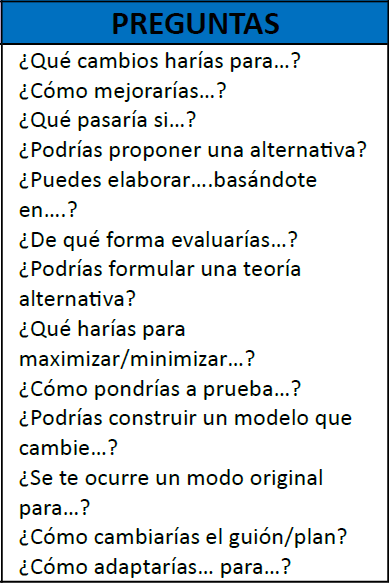 PREGUNTAS
¿Qué cambios harías para…?
¿Cómo mejorarías…?
¿Qué pasaría si…?
¿Podrías proponer una alternativa?
¿Puedes elaborar….basándote
en….?
¿De qué forma evaluarías…?
¿Podrías formular una teoría
alternativa?
¿Qué harías para
maximizar/minimizar…?
¿Cómo pondrías a prueba…?
¿Podrías construir un modelo que
cambie…?
¿Se te ocurre un modo original
para…?
¿Cómo cambiarías el guión/plan?
¿Cómo adaptarías… para…?